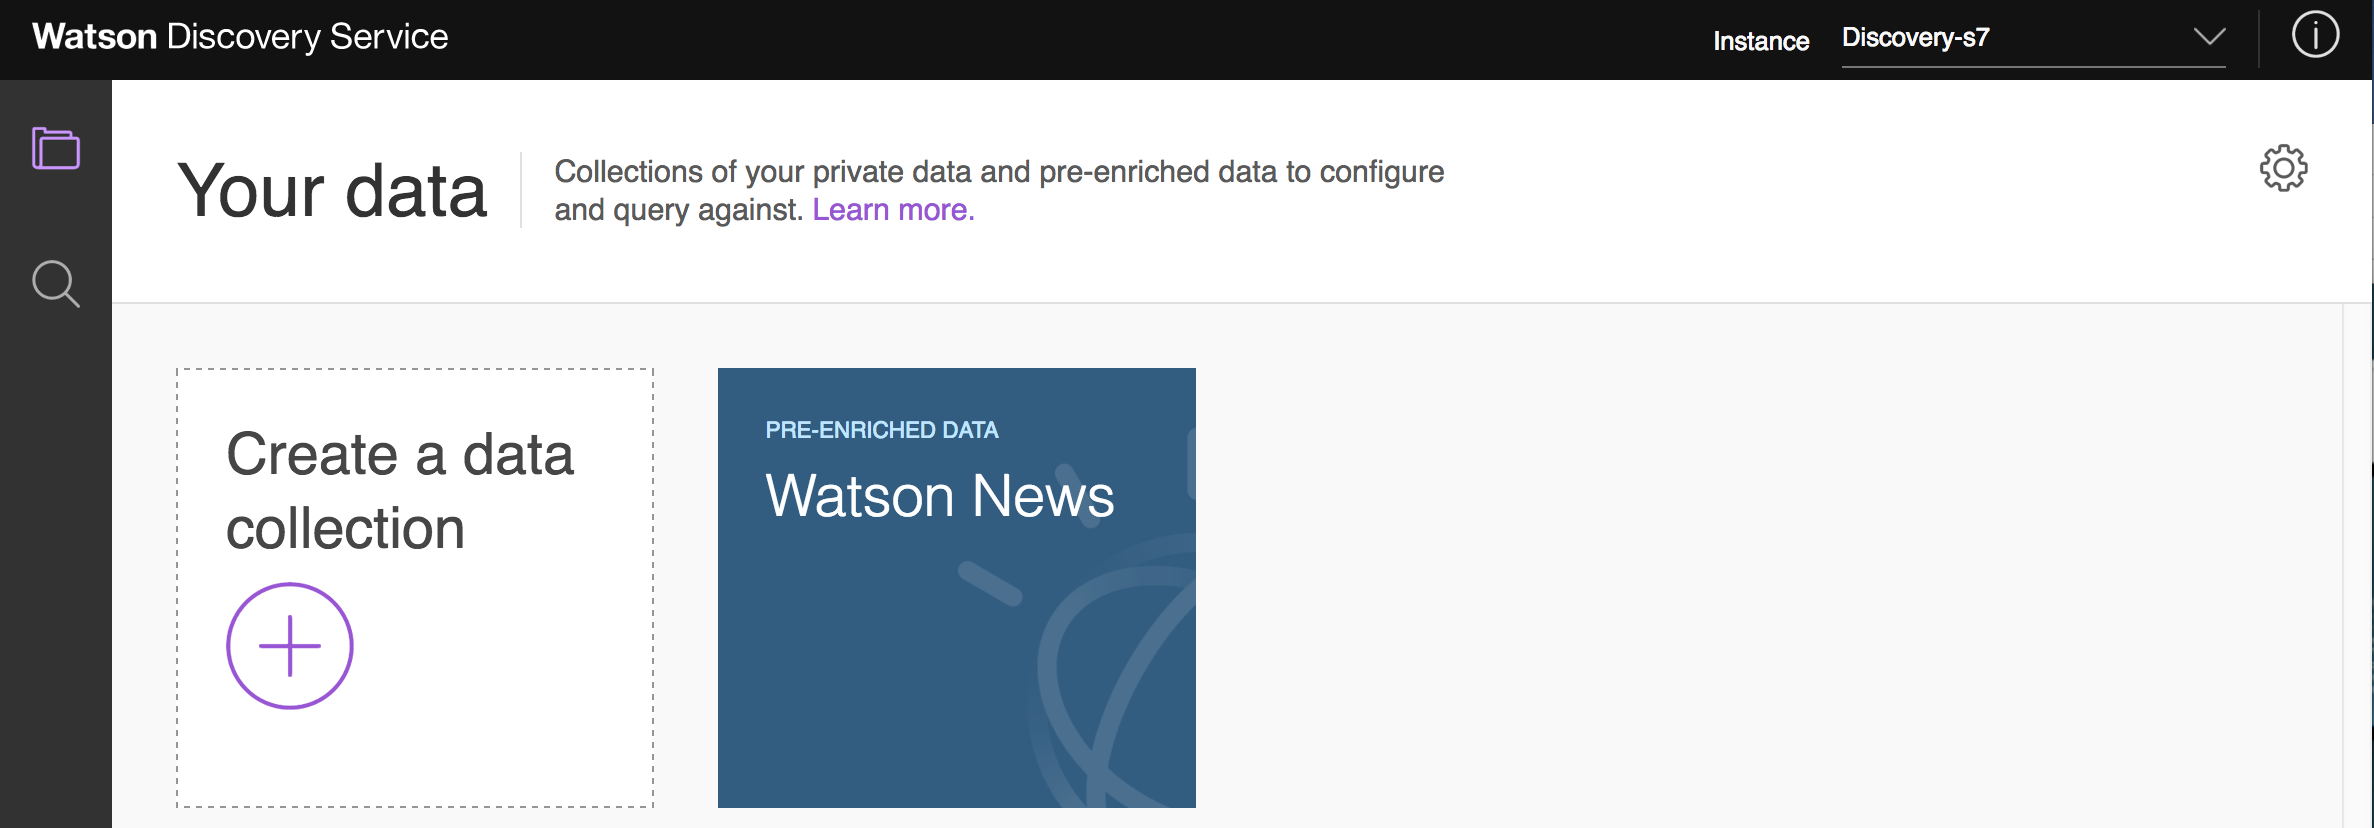 Watson Discovery Service
Instance Discovery-s7
Your data
Collections of your private data and pre-enriched data to configure
and query against. Learn more.
Create a data
collection
PRE-ENRICHED DATA
Watson News